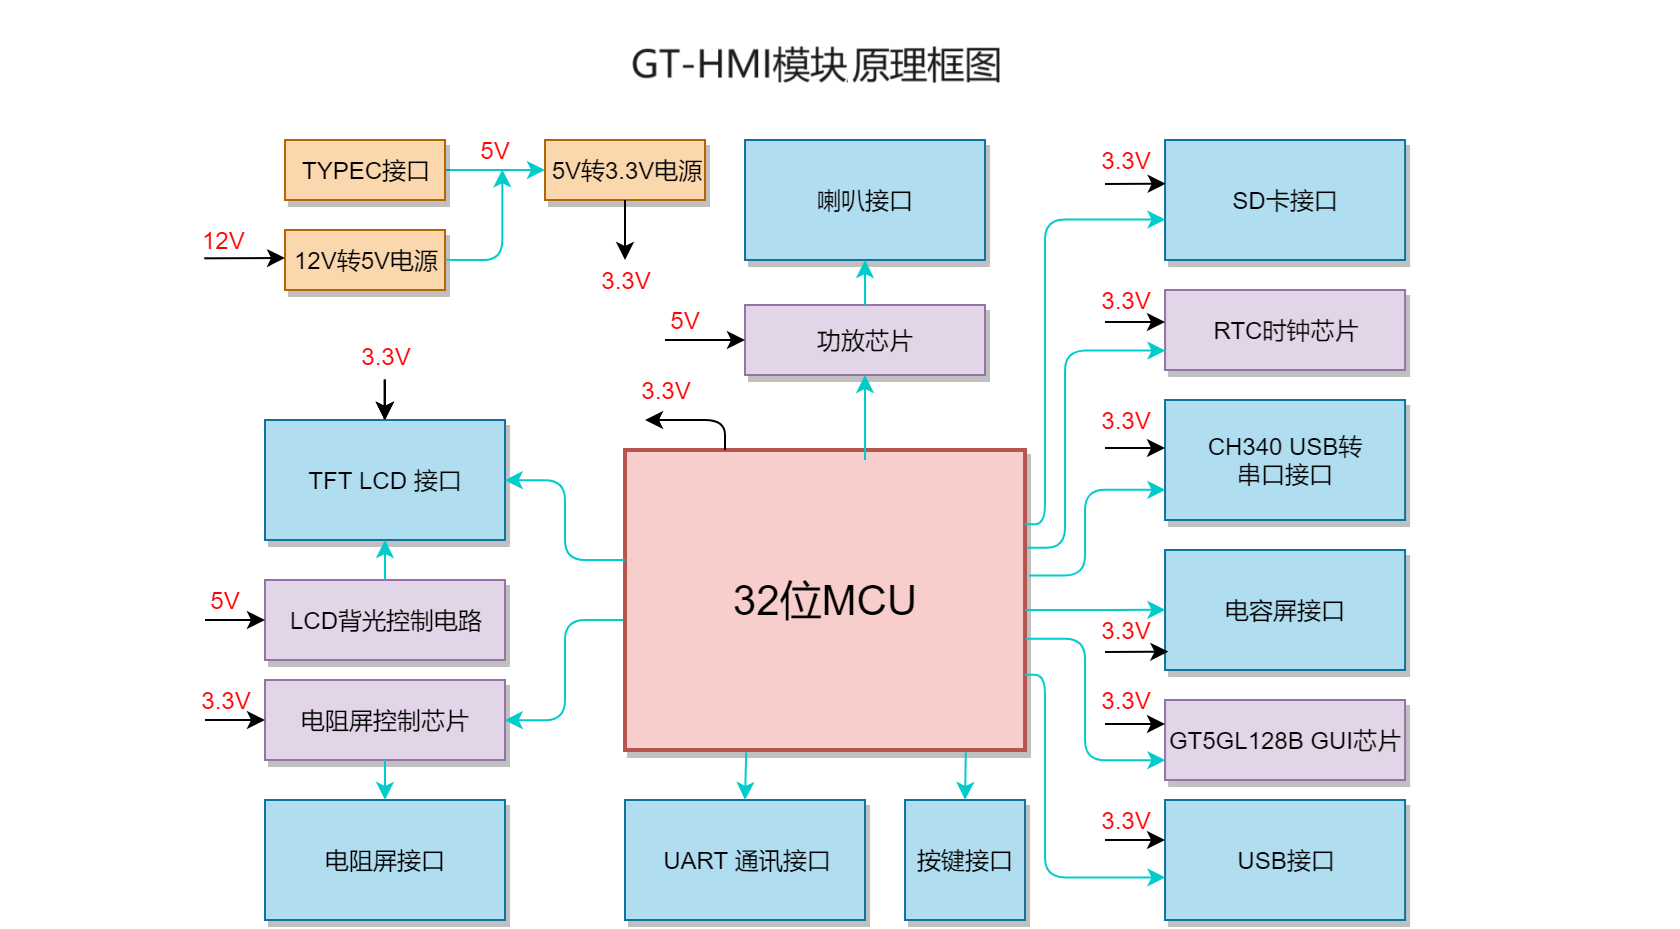 GT-HMI模块原理框图
TYPEC接口
5V
5V转3.3V电源
12V
12V转5V电源
3.3V
喇叭接口
5V
功放芯片
3.3V
3.3V
TFT LCD 接口
5V
LCD背光控制电路
3.3V
电阻屏控制芯片
电阻屏接口
32位MCU
UART 通讯接口
按键接口
3.3V
SD卡接口
3.3V
RTC时钟芯片
3.3V
CH340 USB转
串口接口
电容屏接口
3.3V
3.3V
GT5GL128B GUI芯片
3.3V
USB接口